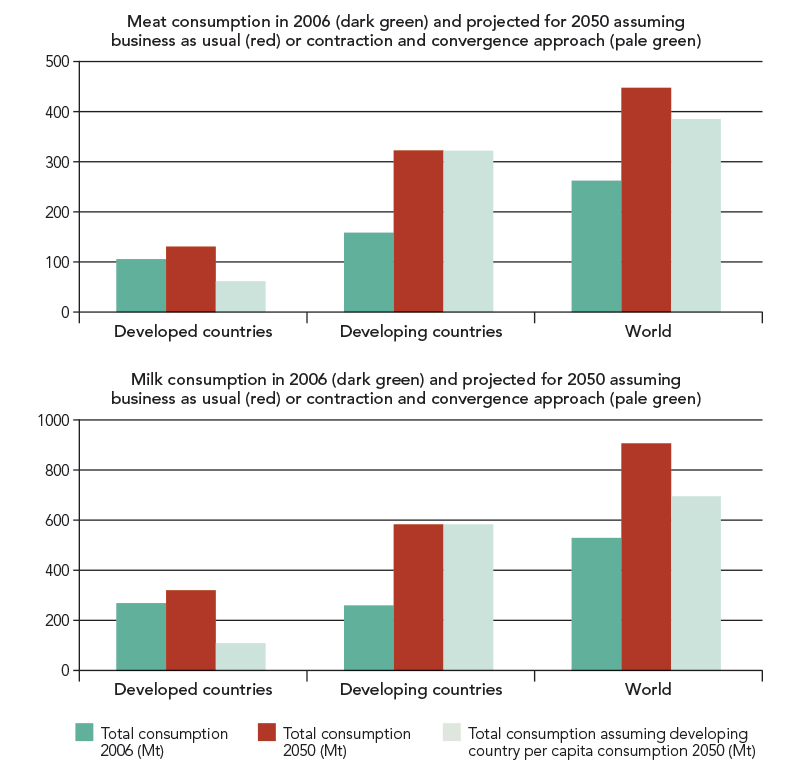 Meat consumption in 2006 (dark green) and projected for 2050 assuming
business as usual (red) or contraction and convergence approach (pale green)
500
400
300
200
100
0
Developed countries
Developing countries
World
Milk consumption in 2006 (dark green) and projected for 2050 assuming
business as usual (red) or contraction and convergence approach (pale green)
1000
800
600
400
200
0
Developed countries
Developing countries
World
Total consumption
2006 (Mt)
Total consumption
2050 (Mt)
Total consumption assuming developing
country per capita consumption 2050 (Mt)